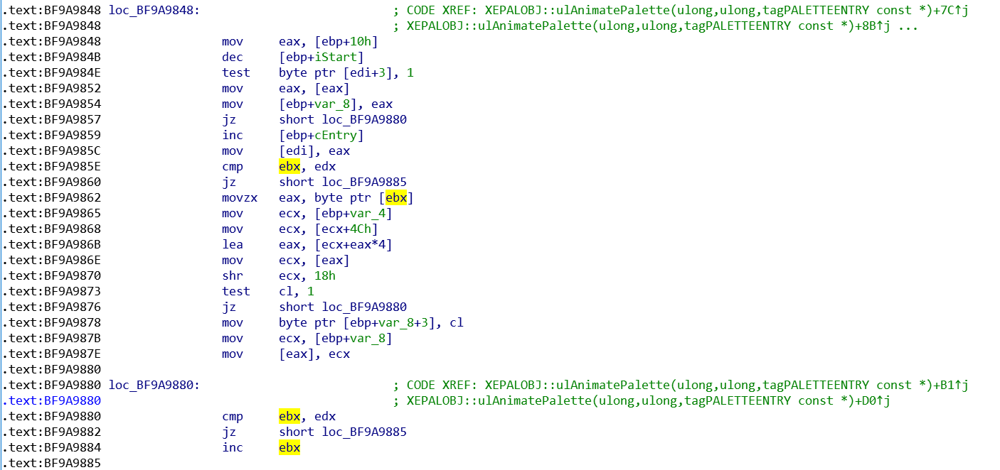 .text:BF9A9848 loc_BF9A9848: ; CODE XREF: XEPALOBJ::ulAnimatePalette(ulong,ulong,tagPALETTEENTRY const *)+7C↑j
.text:BF9A9848 ; XEPALOBJ::ulAnimatePalette(ulong,ulong,tagPALETTEENTRY const *)+8B↑j ...
.text:BF9A9848 mov eax, [ebp+10h]
.text:BF9A984B dec [ebp+iStart]
.text:BF9A984E test byte ptr [edi+3], 1
.text:BF9A9852 mov eax, [eax]
.text:BF9A9854 mov [ebp+var_8], eax
.text:BF9A9857 jz short loc_BF9A9880
.text:BF9A9859 inc [ebp+cEntry]
.text:BF9A985C mov [edi], eax
.text:BF9A985E cmp ebx, edx
.text:BF9A9860 jz short loc_BF9A9885
.text:BF9A9862 movzx eax, byte ptr [ebx]
.text:BF9A9865 mov ecx, [ebp+var_4]
.text:BF9A9868 mov ecx, [ecx+4Ch]
.text:BF9A986B lea eax, [ecx+eax*4]
.text:BF9A986E mov ecx, [eax]
.text:BF9A9870 shr ecx, 18h
.text:BF9A9873 test cl, 1
.text:BF9A9876 jz short loc_BF9A9880
.text:BF9A9878 mov byte ptr [ebp+var_8+3], cl
.text:BF9A987B mov ecx, [ebp+var_8]
.text:BF9A987E mov [eax], ecx
.text:BF9A9880
.text:BF9A9880 loc_BF9A9880: ; CODE XREF: XEPALOBJ::ulAnimatePalette(ulong,ulong,tagPALETTEENTRY const *)+B1↑j
.text:BF9A9880 ; XEPALOBJ::ulAnimatePalette(ulong,ulong,tagPALETTEENTRY const *)+D0↑j
.text:BF9A9880 cmp ebx, edx
.text:BF9A9882 jz short loc_BF9A9885
.text:BF9A9884 inc ebx
.text:BF9A9885